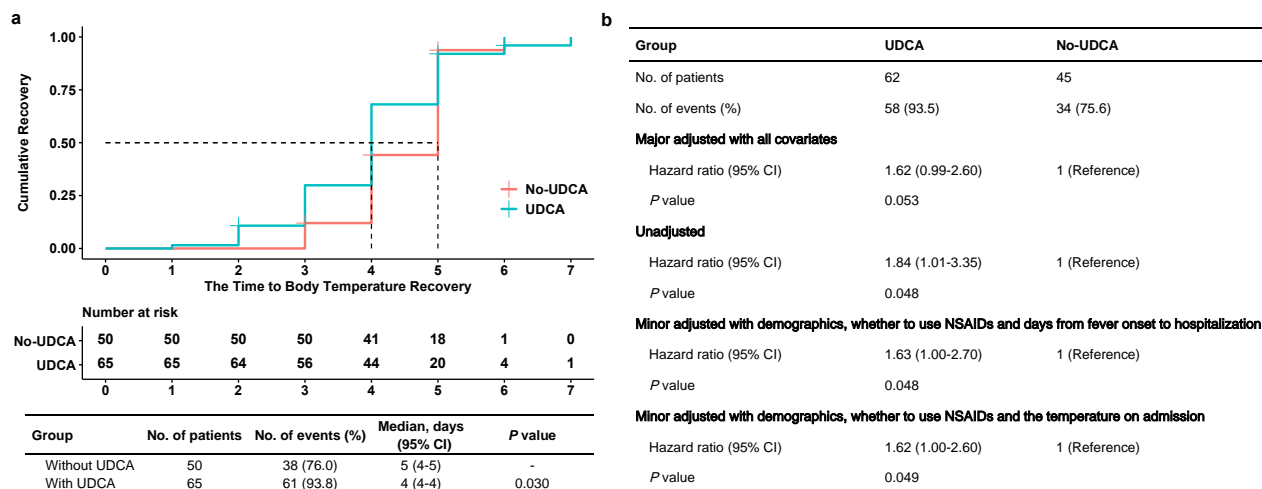 a
1.00
0.75
0.50
0.25
0.00
Cumulative Recovery
No-UDCA
UDCA
0 1 2 3 4 5 6 7
The Time to Body Temperature Recovery
Number at risk
No-UDCA 50 50 50 50 41 18 1 0
UDCA 65 65 64 56 44 20 4 1
0 1 2 3 4 5 6 7
Group No. of patients No. of events (%) Median, days (95% CI) P value
Without UDCA 50 38 (76.0) 5 (4-5) -
With UDCA 65 61 (93.8) 4 (4-4) 0.030
b
Group UDCA No-UDCA
No. of patients 62 45
No. of events (%) 58 (93.5) 34 (75.6)
Major adjusted with all covariates
Hazard ratio (95% CI) 1.62 (0.99-2.60) 1 (Reference)
P value 0.053
Unadjusted
Hazard ratio (95% CI) 1.84 (1.01-3.35) 1 (Reference)
P value 0.048
Minor adjusted with demographics, whether to use NSAIDs and days from fever onset to hospitalization
Hazard ratio (95% CI) 1.63 (1.00-2.70) 1 (Reference)
P value 0.048
Minor adjusted with demographics, whether to use NSAIDs and the temperature on admission
Hazard ratio (95% CI) 1.62 (1.00-2.60) 1 (Reference)
P value 0.049